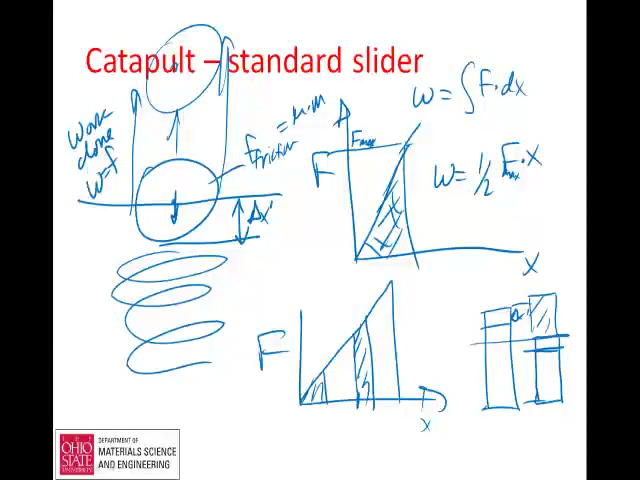 Catapult – standard slider
work
done
W=f
F friction = μ·m
Δx
F
Fmax
x
w = ∫ F·dx
w = 1/2 Fmax·x
F
x
OHIO
STATE
UNIVERSITY
DEPARTMENT OF
MATERIALS SCIENCE
AND ENGINEERING